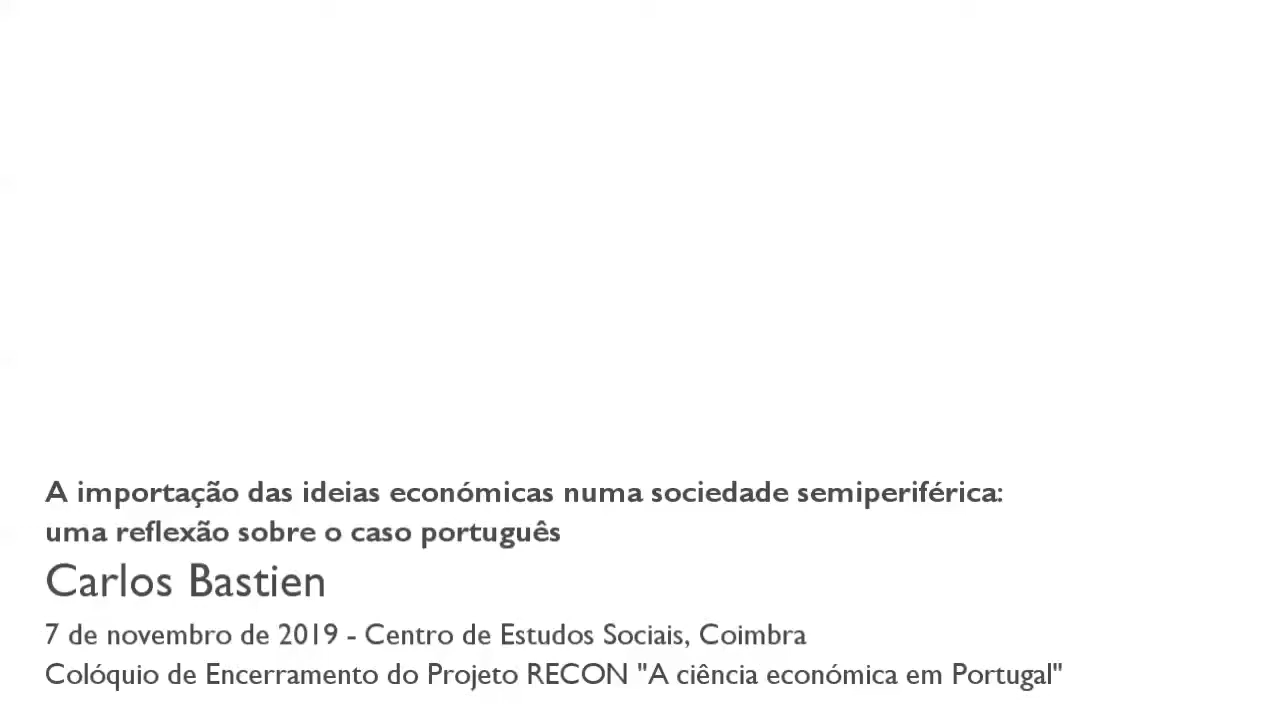 A importação das ideias económicas numa sociedade semiperiférica:
uma reflexão sobre o caso português
Carlos Bastien
7 de novembro de 2019 - Centro de Estudos Sociais, Coimbra
Colóquio de Encerramento do Projeto RECON "A ciência económica em Portugal"